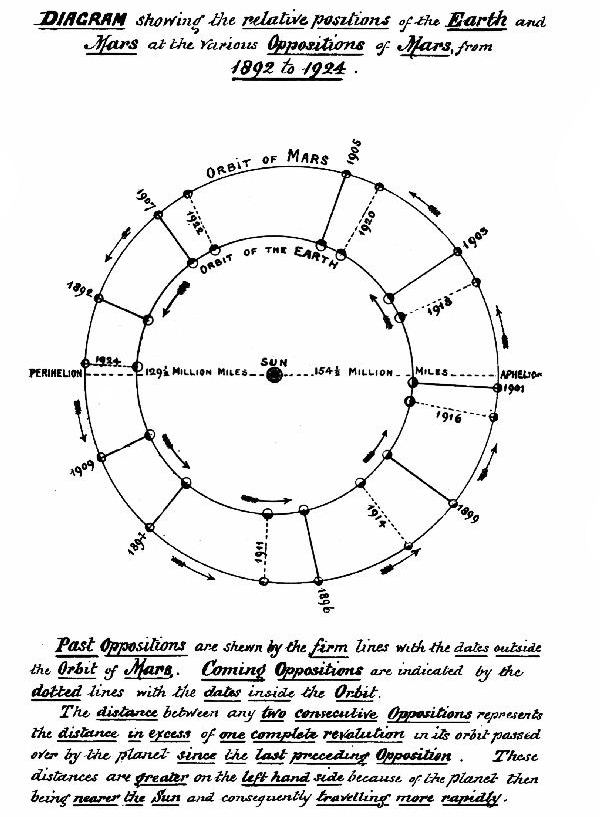 DIAGRAM showing the relative positions of the Earth and
Mars at the various Oppositions of Mars, from
1892 to 1924.
ORBIT OF MARS
1905
1907
1922
1920
1903
ORBIT OF THE EARTH
1892
1918
1924
SUN
PERIHELION 129½ MILLION MILES 154½ MILLION MILES APHELION
1901
1916
1909
1899
1914
1894
1911
1896
Past Oppositions are shewn by the firm lines with the dates outside
the Orbit of Mars. Coming Oppositions are indicated by the
dotted lines with the dates inside the Orbit.
The distance between any two consecutive Oppositions represents
the distance in excess of one complete revolution in its orbit passed
over by the planet since the last preceding Opposition. These
distances are greater on the left hand side because of the planet then
being nearer the Sun and consequently travelling more rapidly.